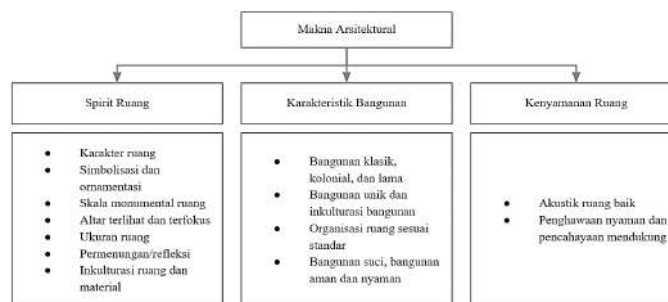 Makna Arsitektural
Spirit Ruang
Karakteristik Bangunan
Kenyamanan Ruang
Karakter ruang
Simbolisasi dan
ornamentasi
Skala monumental ruang
Altar terlihat dan terfokus
Ukuran ruang
Permenungan/refleksi
Inkulturasi ruang dan
material
Bangunan klasik,
kolonial, dan lama
Bangunan unik dan
inkulturasi bangunan
Organisasi ruang sesuai
standar
Bangunan suci, bangunan
aman dan nyaman
Akustik ruang baik
Penghawaan nyaman dan
pencahayaan mendukung